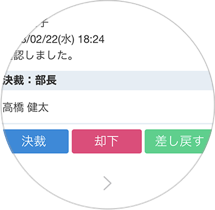 子
/02/22(水) 18:24
認しました。
決裁：部長
高橋 健太
決裁 却下 差し戻す